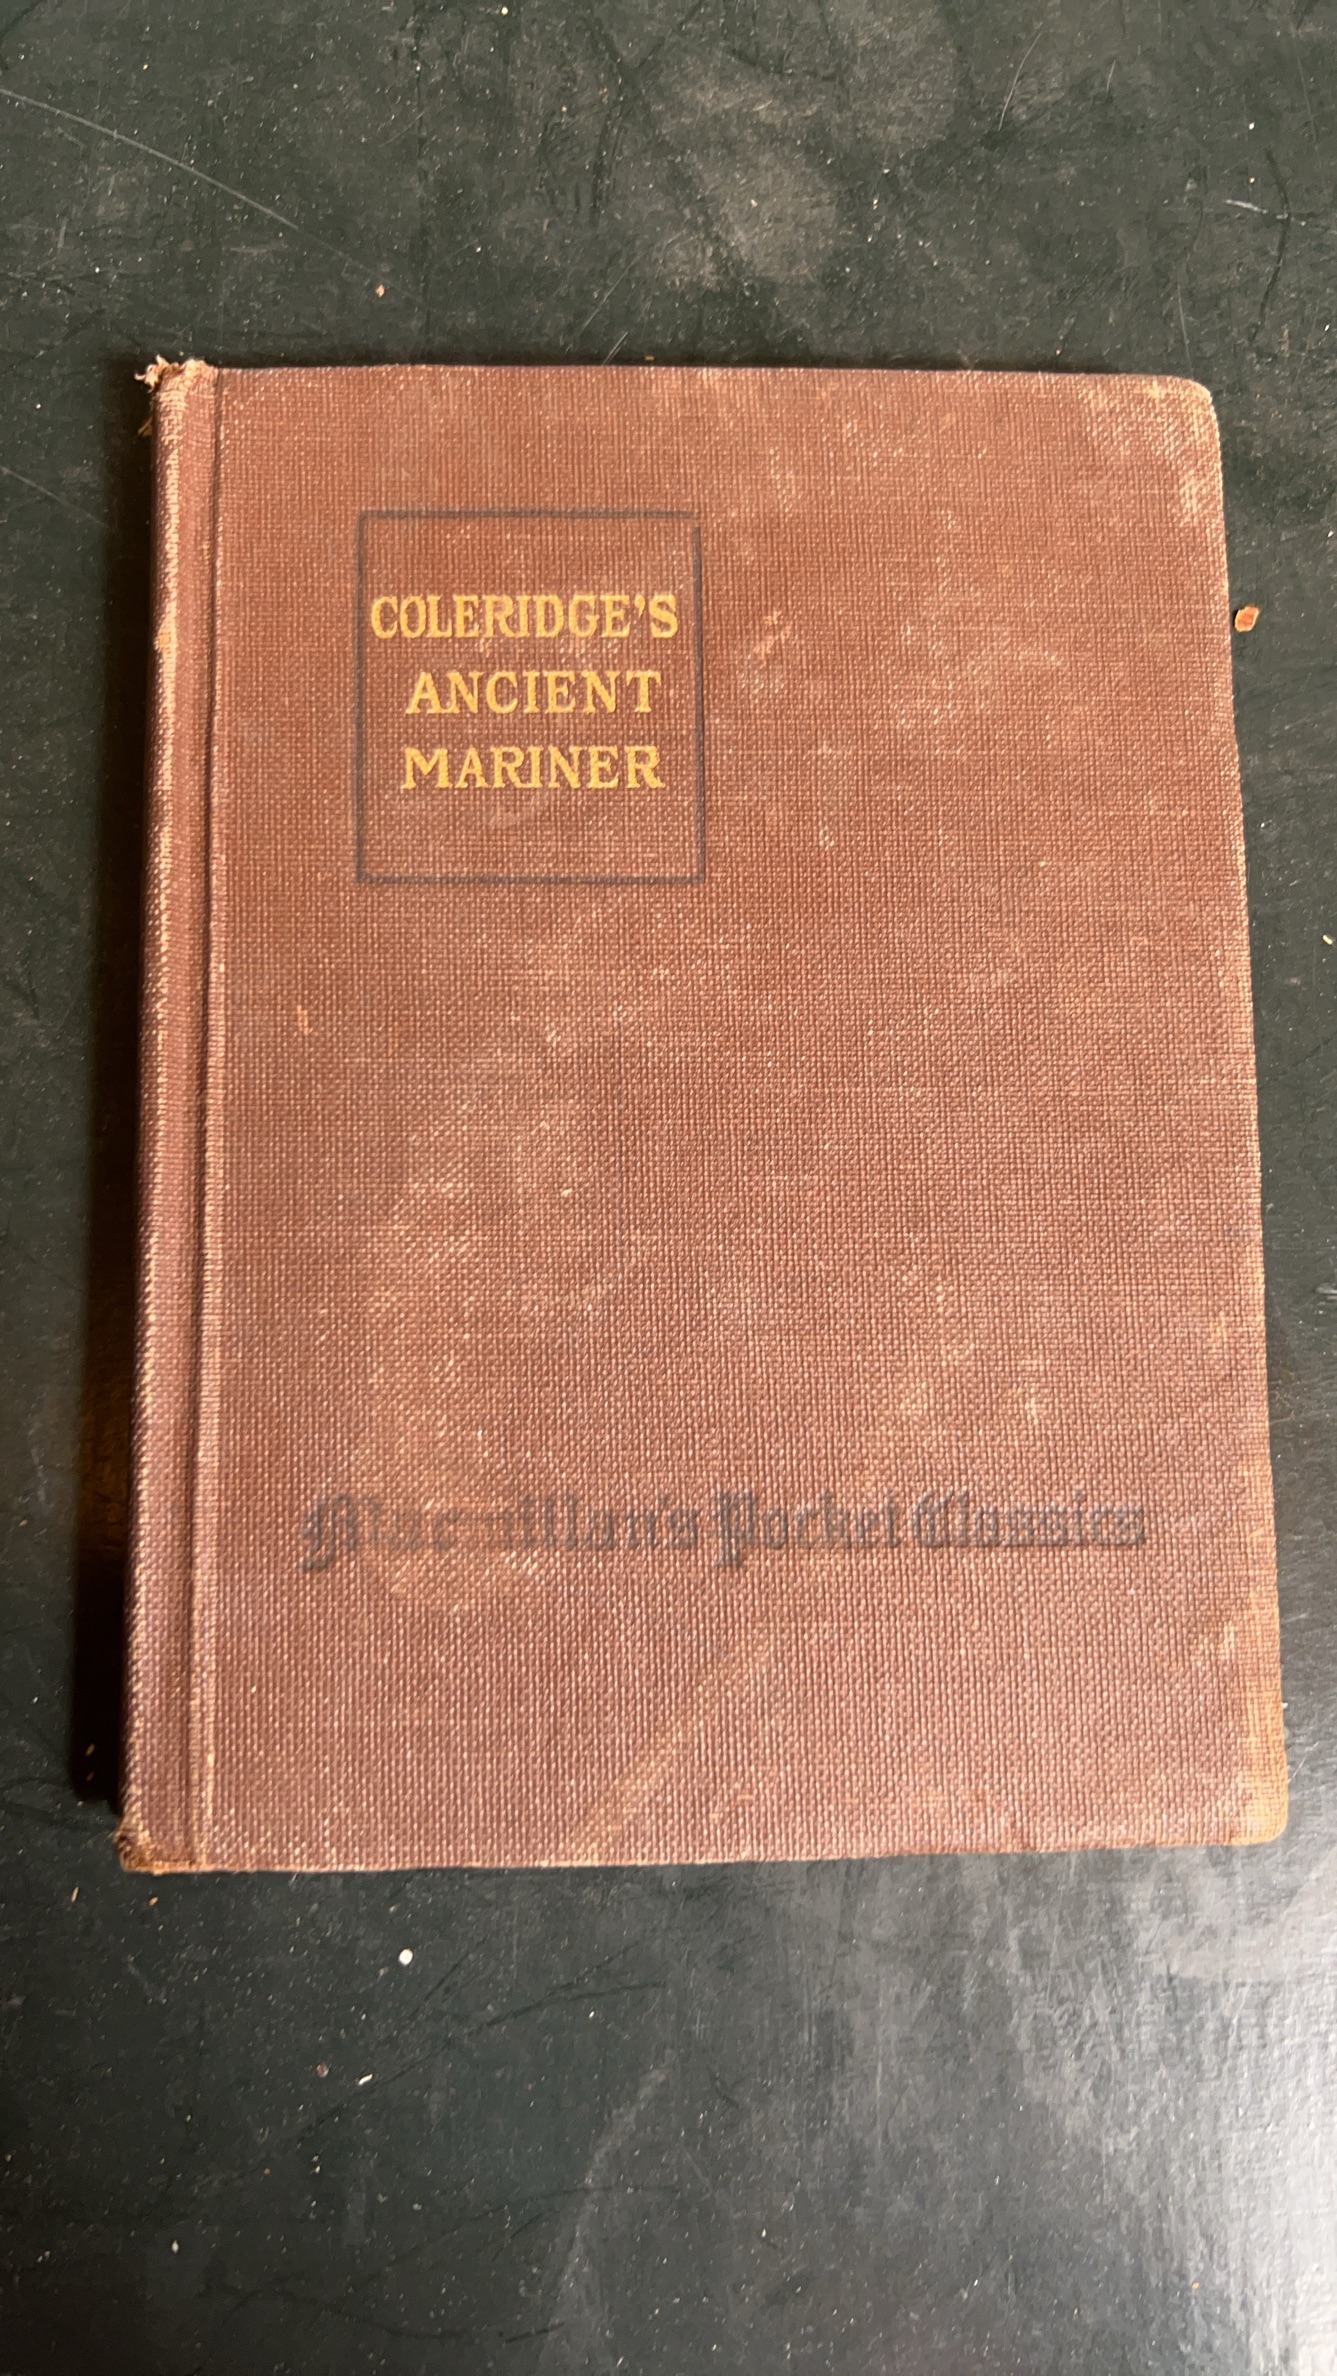 COLERIDGE'S
ANCIENT
MARINER
Macmillan's Pocket Classics